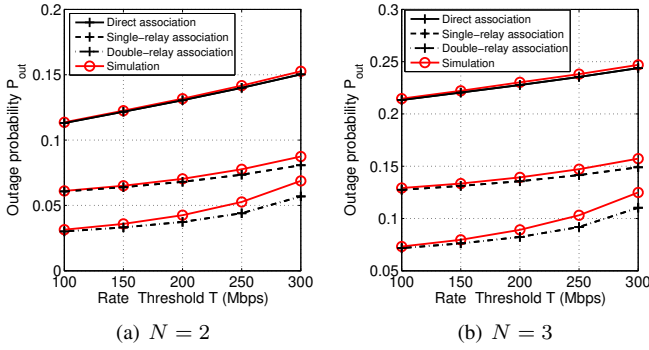 Direct association
Single-relay association
Double-relay association
Simulation
0.2
0.15
0.1
0.05
0
100 150 200 250 300
Outage probability P_out
Rate Threshold T (Mbps)
(a) N = 2
Direct association
Single-relay association
Double-relay association
Simulation
0.3
0.25
0.2
0.15
0.1
0.05
100 150 200 250 300
Outage probability P_out
Rate Threshold T (Mbps)
(b) N = 3